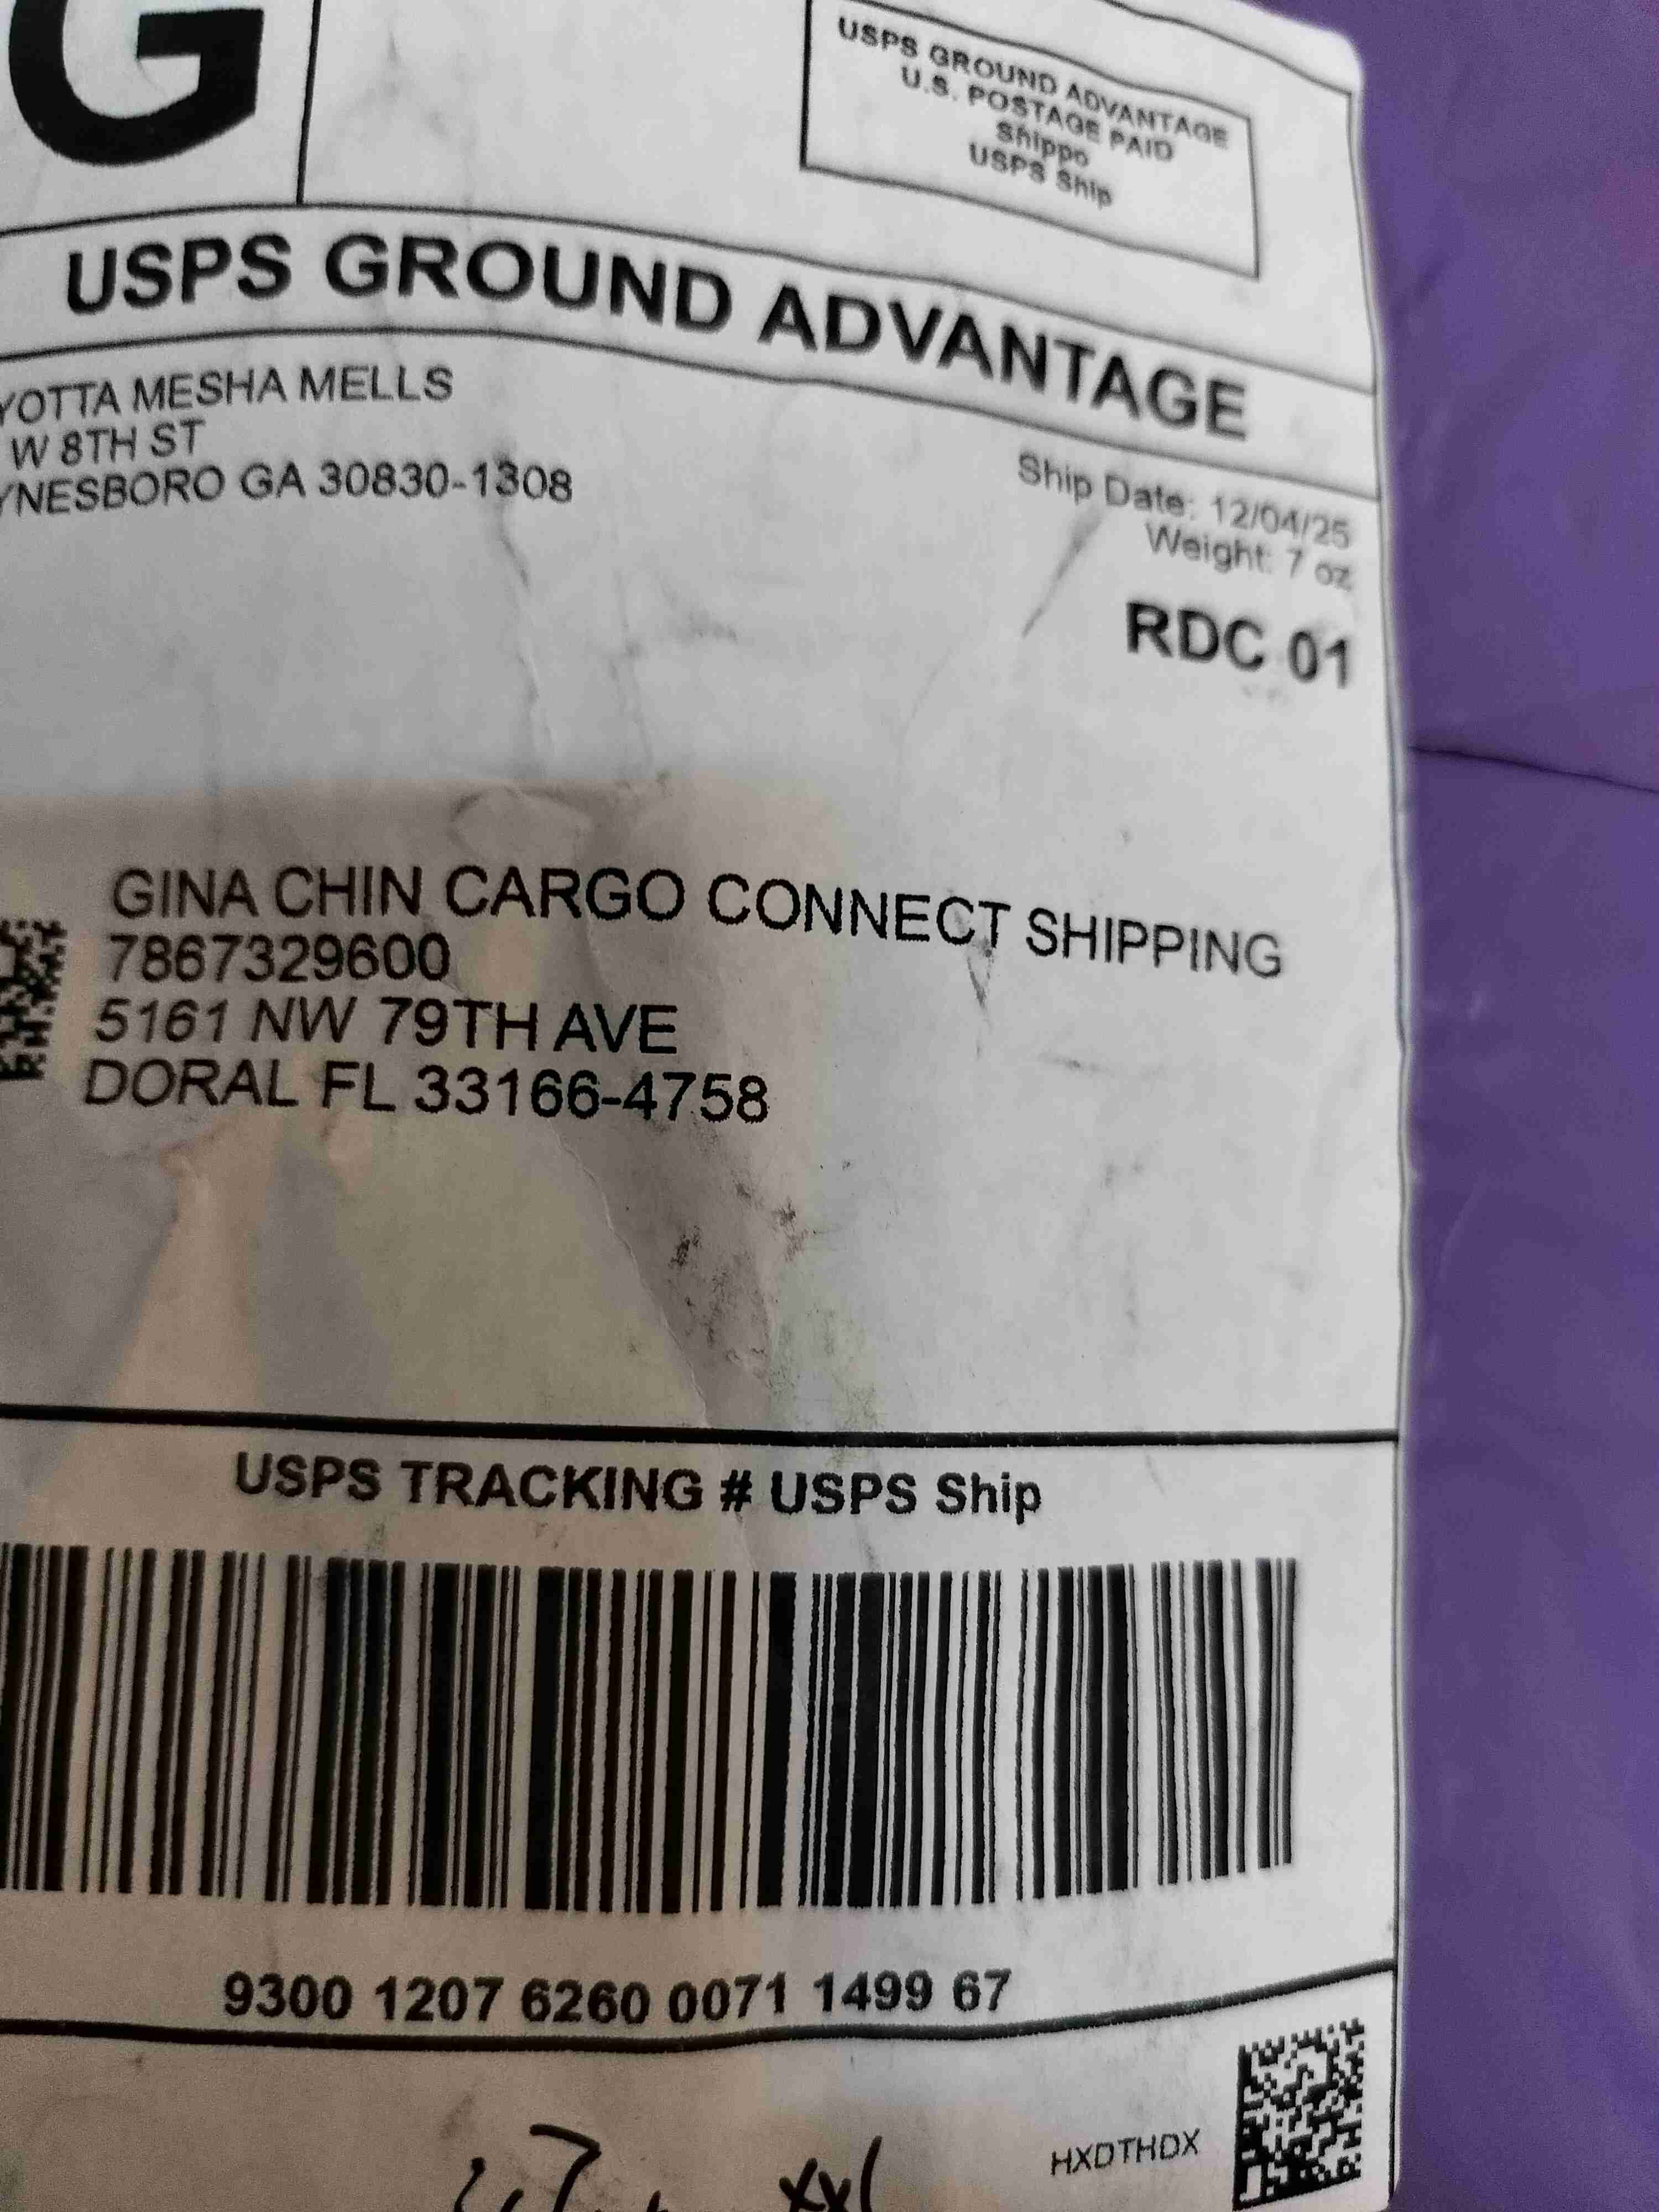 G
USPS GROUND ADVANTAGE
U.S. POSTAGE PAID
Shippo
USPS Ship
USPS GROUND ADVANTAGE
YOTTA MESHA MELLS
W 8TH ST
YNESBORO GA 30830-1308
Ship Date: 12/04/25
Weight: 7 oz
RDC 01
GINA CHIN CARGO CONNECT SHIPPING
7867329600
5161 NW 79TH AVE
DORAL FL 33166-4758
USPS TRACKING # USPS Ship
9300 1207 6260 0071 1499 67
HXDTHDX
xxl